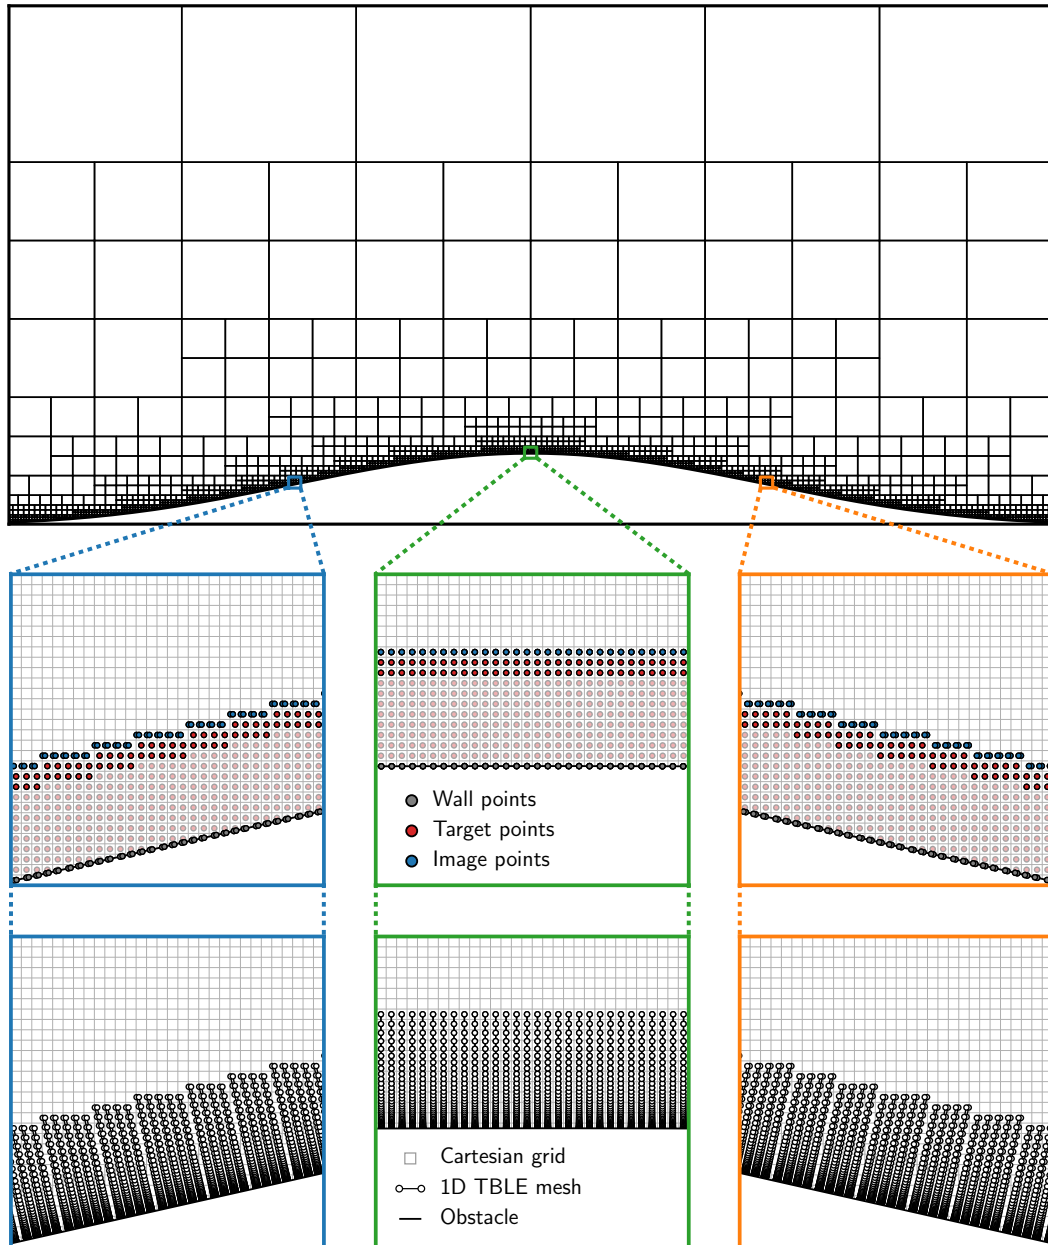 Wall points
Target points
Image points
Cartesian grid
1D TBLE mesh
Obstacle